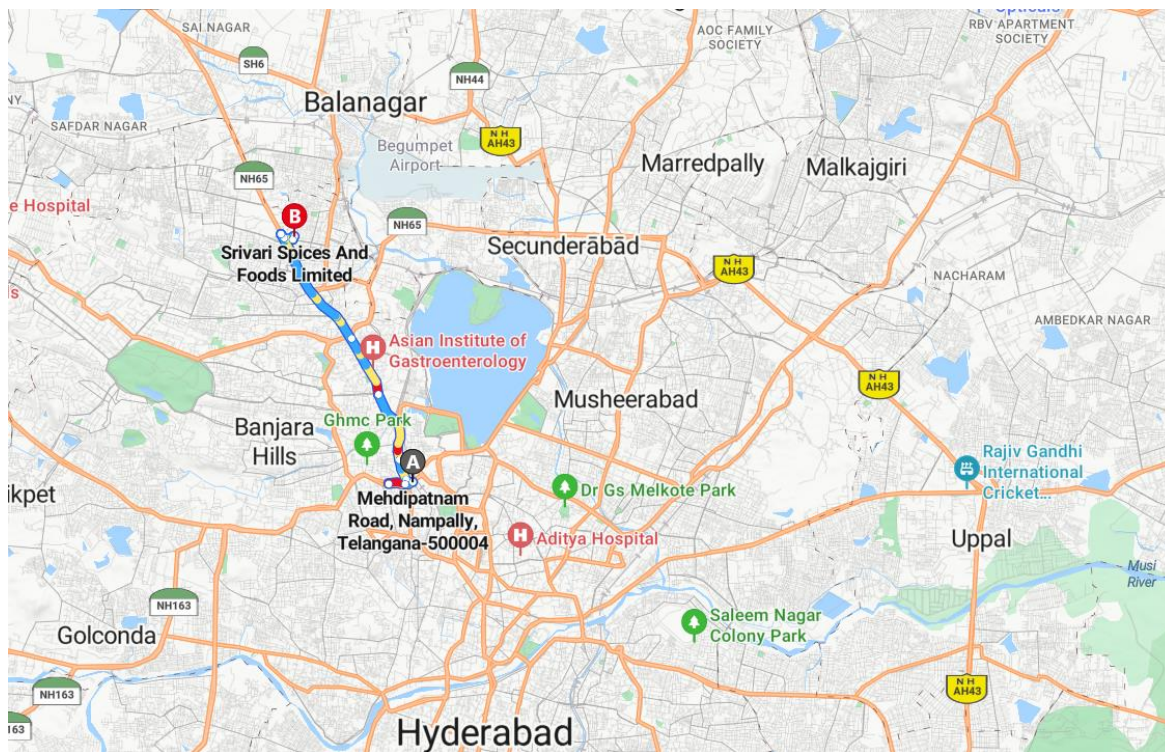 Opticals
RBV APARTMENT
SOCIETY
AOC FAMILY
SOCIETY
SAI NAGAR
SH6
NH44
Balanagar
NH
AH43
SAFDAR NAGAR
Begumpet
Airport
Marredpally
Malkajgiri
NH65
e Hospital
B
NH65
Srivari Spices And
Foods Limited
Secunderābād
NH
AH43
NACHARAM
s
AMBEDKAR NAGAR
H
Asian Institute of
Gastroenterology
NH
AH43
Musheerabad
Ghmc Park
Banjara
Hills
A
Rajiv Gandhi
International
Cricket...
ikpet
Mehdipatnam
Road, Nampally,
Telangana-500004
Dr Gs Melkote Park
H
Aditya Hospital
Uppal
Musi
River
NH163
Saleem Nagar
Colony Park
Golconda
NH163
NH
AH43
163
Hyderabad